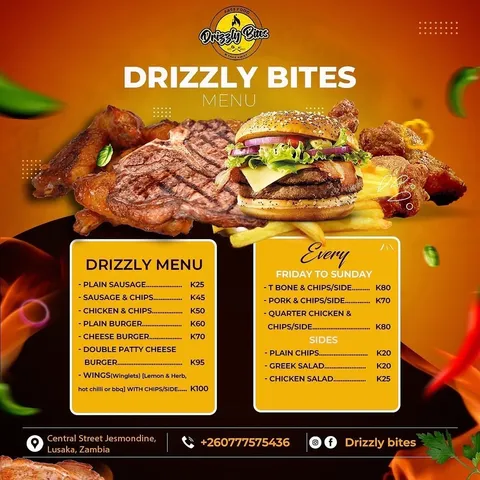 Drizzly Bites
DRIZZLY BITES
MENU
DRIZZLY MENU
- PLAIN SAUSAGE.................... K25
- SAUSAGE & CHIPS................ K45
- CHICKEN & CHIPS................. K50
- PLAIN BURGER...................... K60
- CHEESE BURGER................... K70
- DOUBLE PATTY CHEESE
BURGER.................................. K95
- WINGS(Winglets) [Lemon & Herb,
hot chilli or bbq] WITH CHIPS/SIDE..... K100
Every
FRIDAY TO SUNDAY
- T BONE & CHIPS/SIDE.......... K80
- PORK & CHIPS/SIDE............. K70
- QUARTER CHICKEN &
CHIPS/SIDE........................... K80
SIDES
- PLAIN CHIPS......................... K20
- GREEK SALAD....................... K20
- CHICKEN SALAD.................. K25
Central Street Jesmondine,
Lusaka, Zambia
+260777575436
Drizzly bites